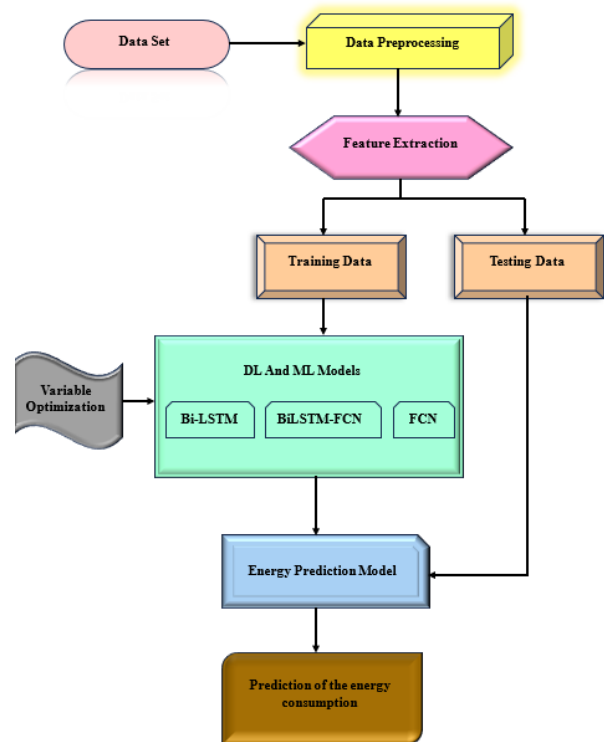 Data Set
Data Preprocessing
Feature Extraction
Training Data
Testing Data
DL And ML Models
Variable
Optimization
Bi-LSTM
BiLSTM-FCN
FCN
Energy Prediction Model
Prediction of the energy
consumption